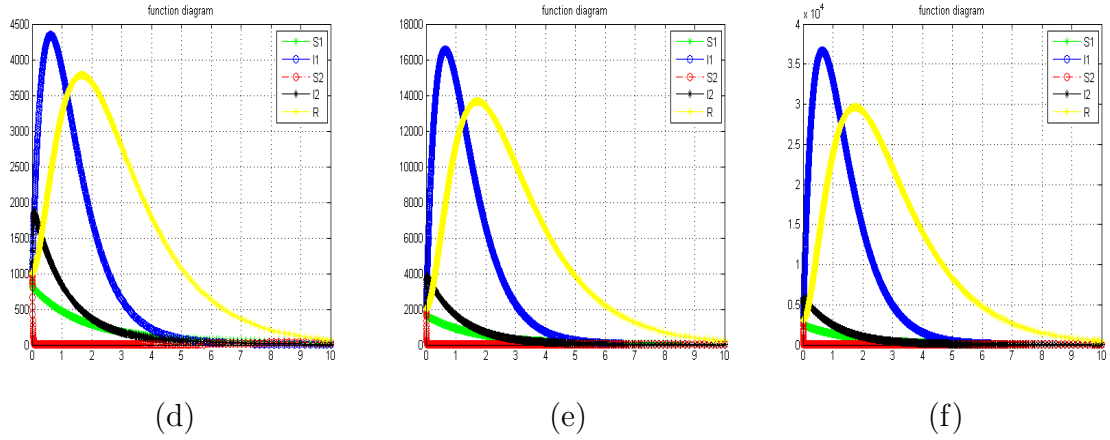 function diagram
4500
4000
3500
3000
2500
2000
1500
1000
500
0
0 1 2 3 4 5 6 7 8 9 10
S1
I1
S2
I2
R
(d)
function diagram
18000
16000
14000
12000
10000
8000
6000
4000
2000
0
0 1 2 3 4 5 6 7 8 9 10
S1
I1
S2
I2
R
(e)
x 10^4
function diagram
4
3.5
3
2.5
2
1.5
1
0.5
0
0 1 2 3 4 5 6 7 8 9 10
S1
I1
S2
I2
R
(f)